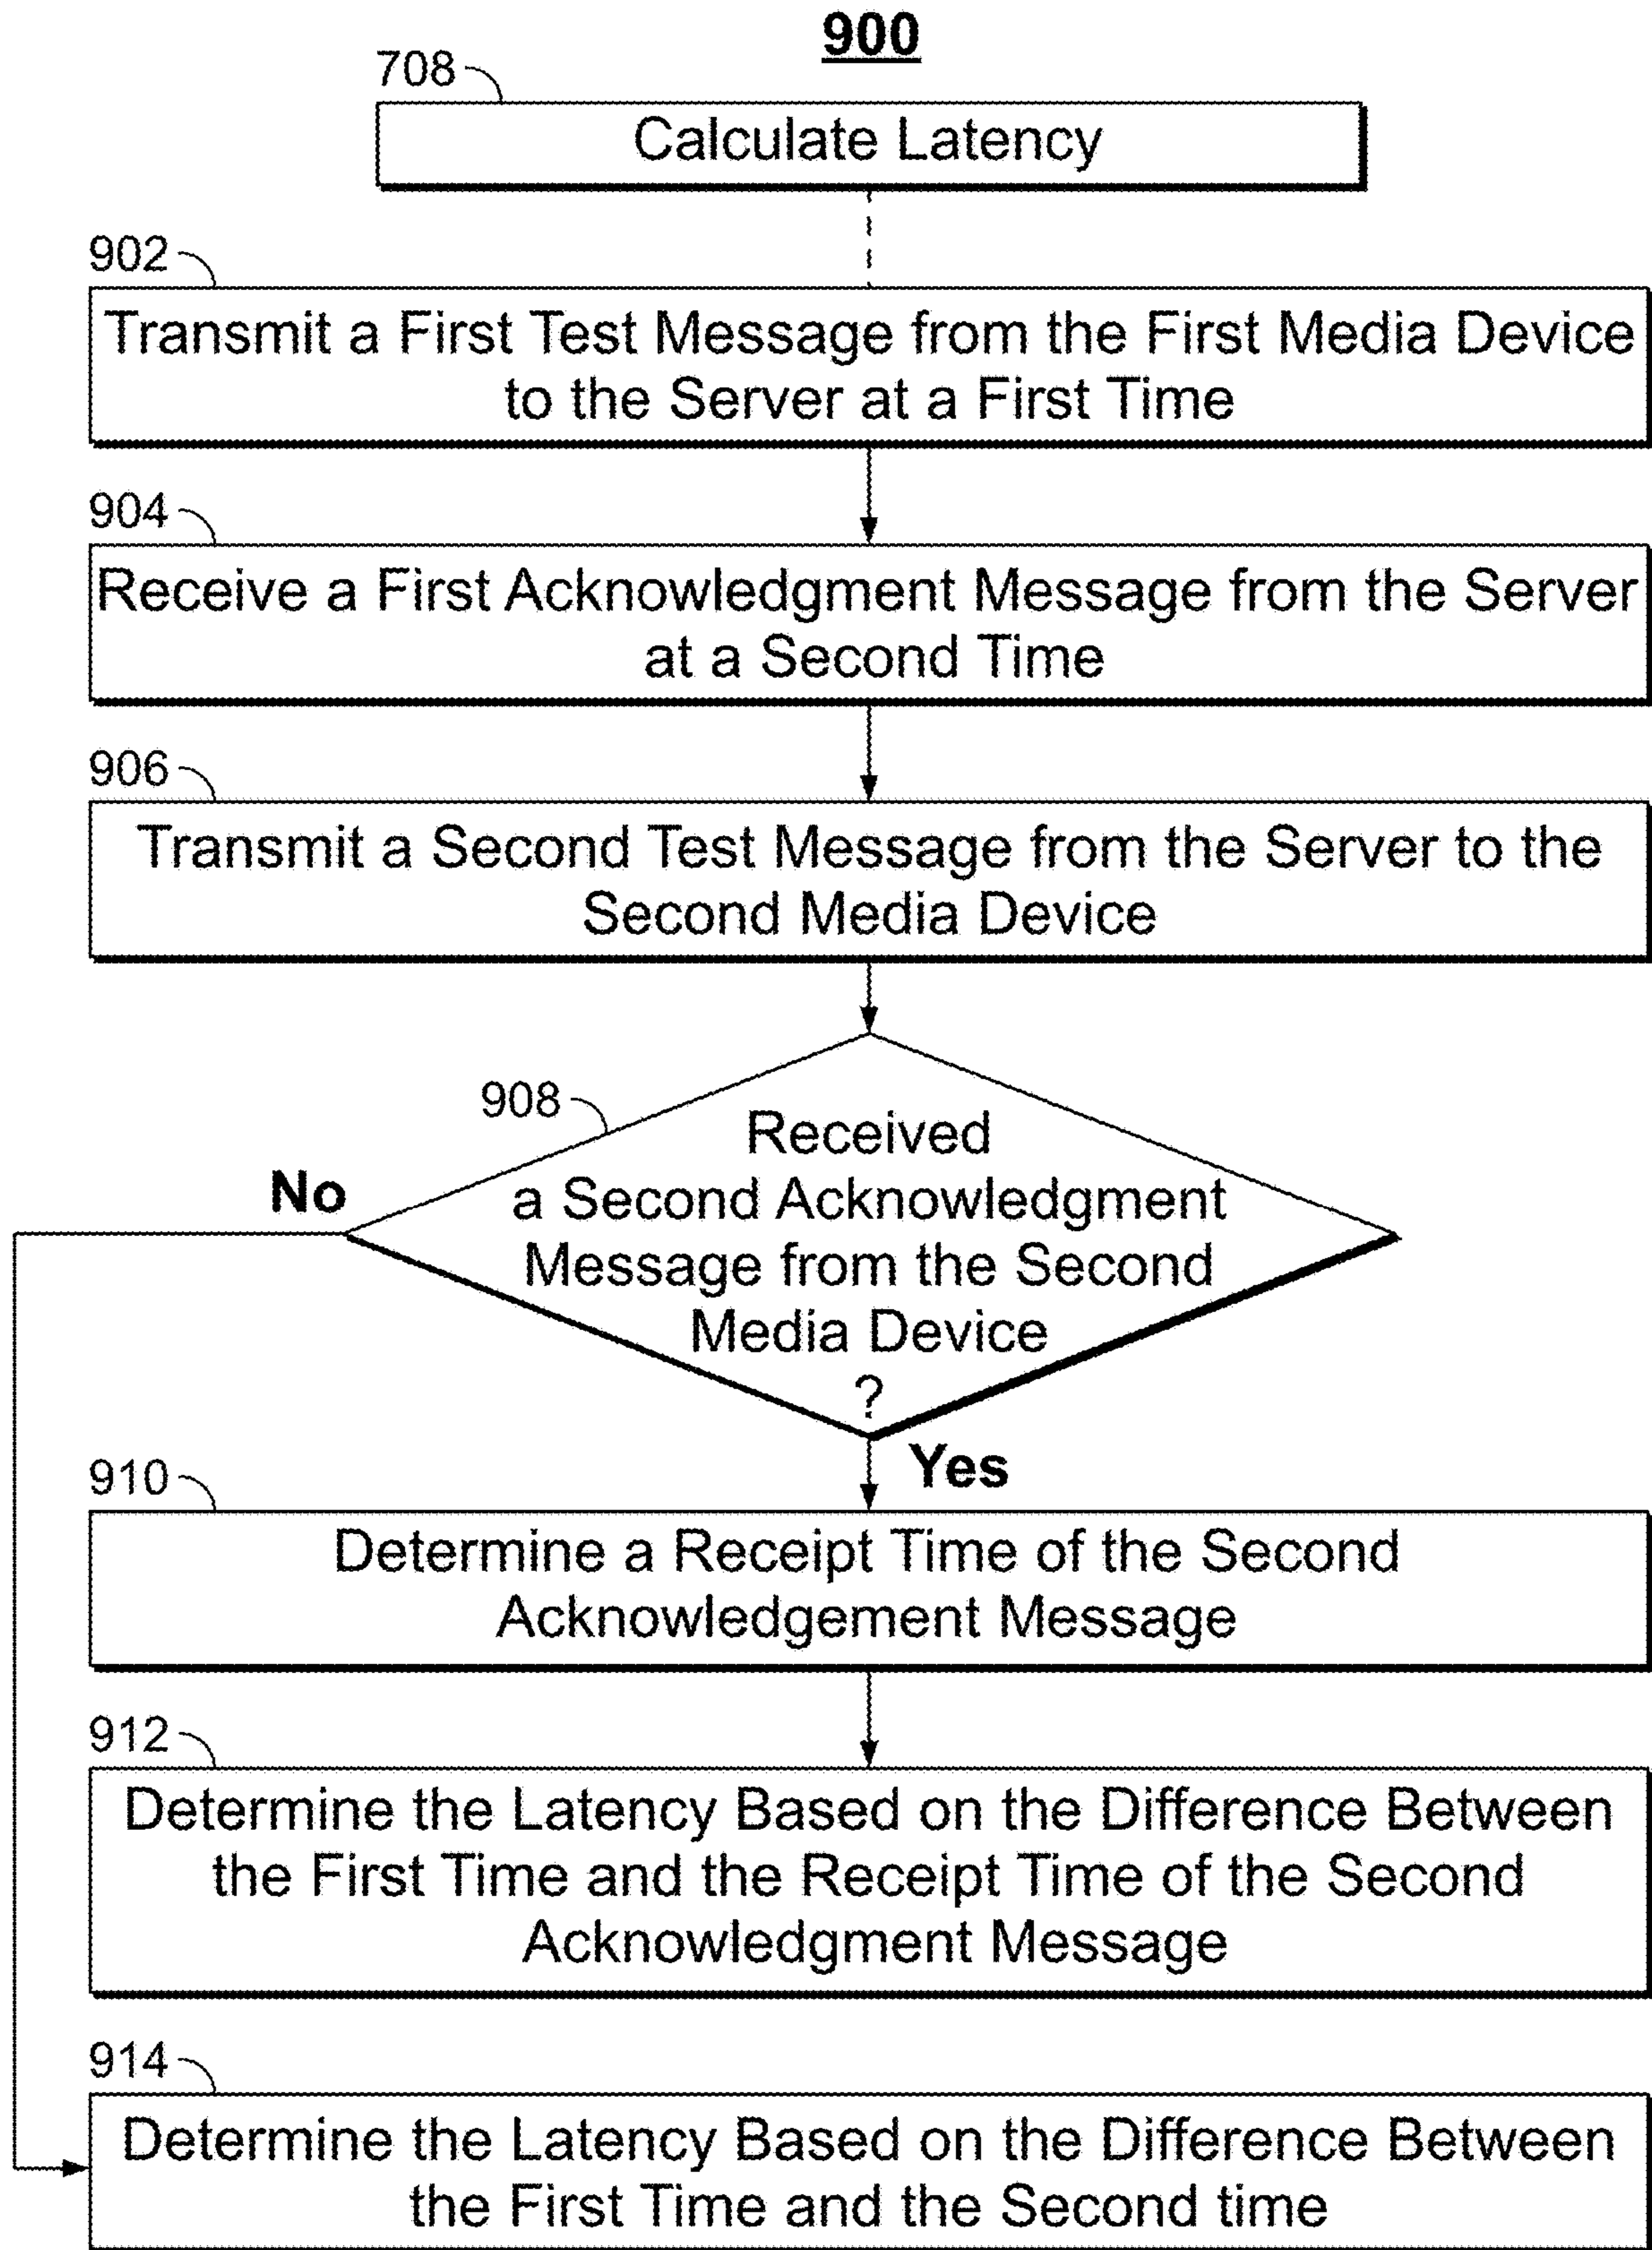 900
708
Calculate Latency
902
Transmit a First Test Message from the First Media Device
to the Server at a First Time
904
Receive a First Acknowledgment Message from the Server
at a Second Time
906
Transmit a Second Test Message from the Server to the
Second Media Device
908
Received
a Second Acknowledgment
Message from the Second
Media Device
?
No
Yes
910
Determine a Receipt Time of the Second
Acknowledgement Message
912
Determine the Latency Based on the Difference Between
the First Time and the Receipt Time of the Second
Acknowledgment Message
914
Determine the Latency Based on the Difference Between
the First Time and the Second time